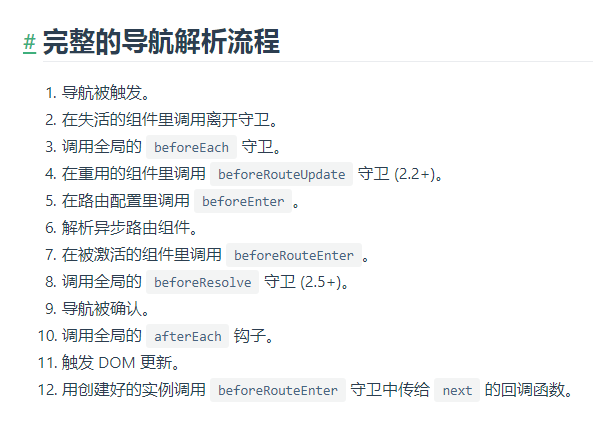 # 完整的导航解析流程
1. 导航被触发。
2. 在失活的组件里调用离开守卫。
3. 调用全局的 beforeEach 守卫。
4. 在重用的组件里调用 beforeRouteUpdate 守卫 (2.2+)。
5. 在路由配置里调用 beforeEnter。
6. 解析异步路由组件。
7. 在被激活的组件里调用 beforeRouteEnter。
8. 调用全局的 beforeResolve 守卫 (2.5+)。
9. 导航被确认。
10. 调用全局的 afterEach 钩子。
11. 触发 DOM 更新。
12. 用创建好的实例调用 beforeRouteEnter 守卫中传给 next 的回调函数。